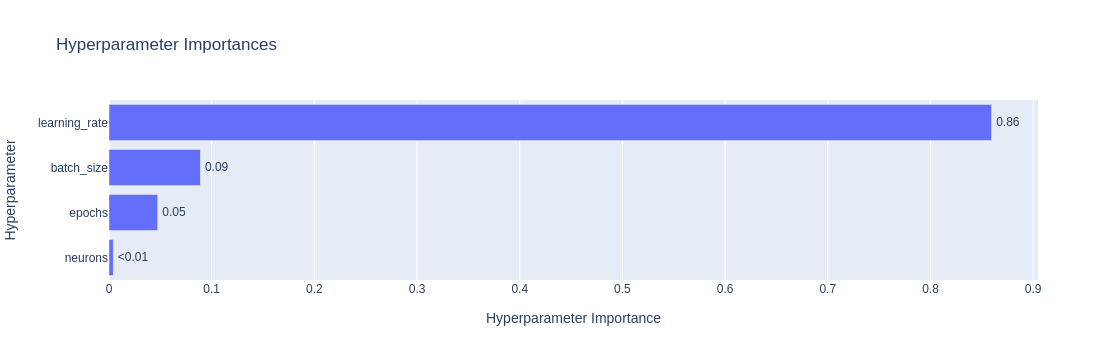 Hyperparameter Importances
Hyperparameter
learning_rate
0.86
batch_size
0.09
epochs
0.05
neurons
<0.01
0 0.1 0.2 0.3 0.4 0.5 0.6 0.7 0.8 0.9
Hyperparameter Importance